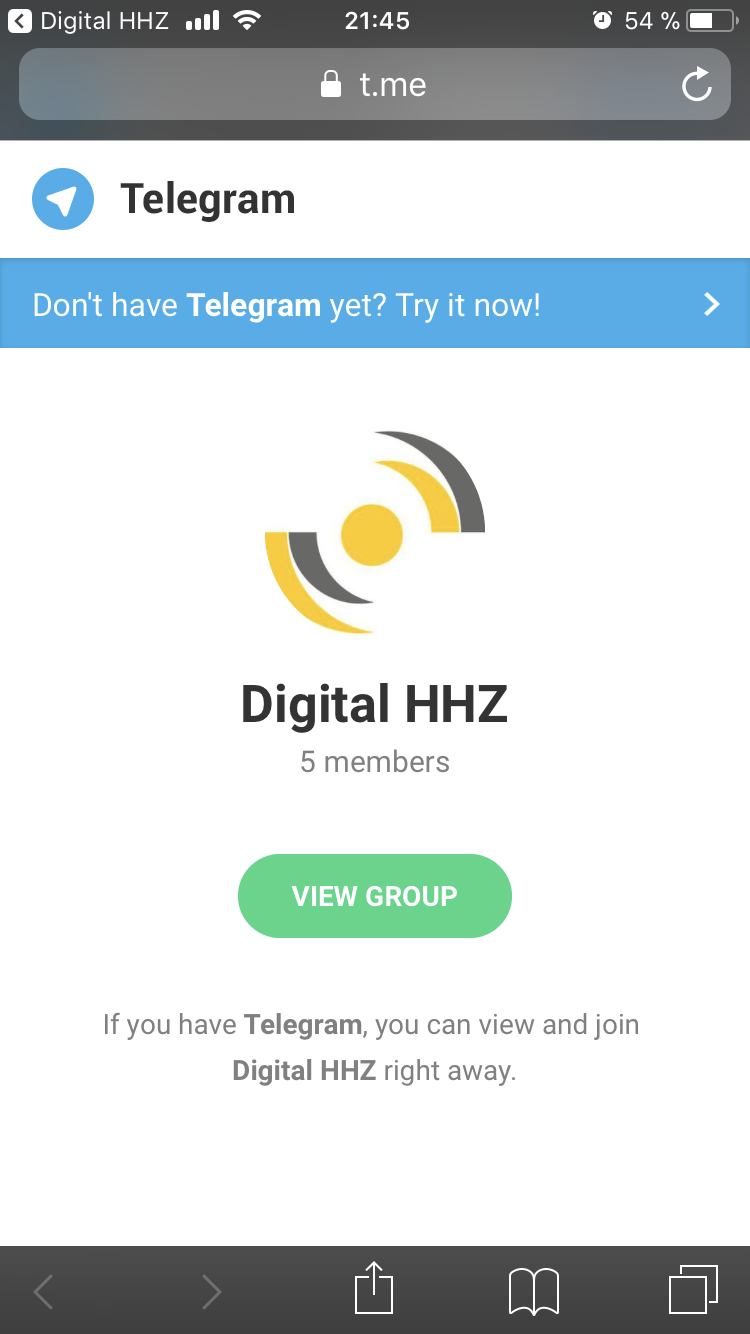 Digital HHZ 21:45 54 %
t.me
Telegram
Don't have Telegram yet? Try it now!
Digital HHZ
5 members
VIEW GROUP
If you have Telegram, you can view and join
Digital HHZ right away.